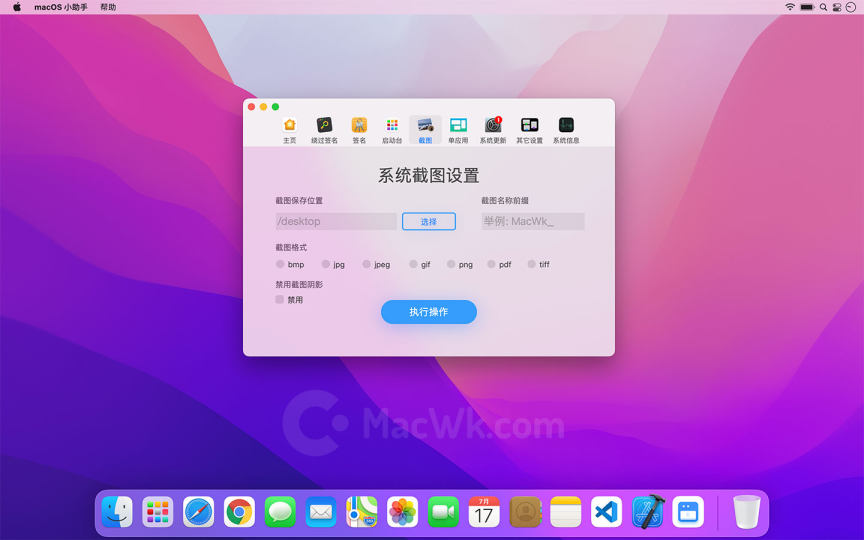 macOS 小助手 帮助
主页 绕过签名 签名 启动台 截图 单应用 系统更新 其它设置 系统信息
系统截图设置
截图保存位置 截图名称前缀
/desktop 选择 举例: MacWk_
截图格式
bmp jpg jpeg gif png pdf tiff
禁用截图阴影
禁用
执行操作
MacWk.com
7月
17